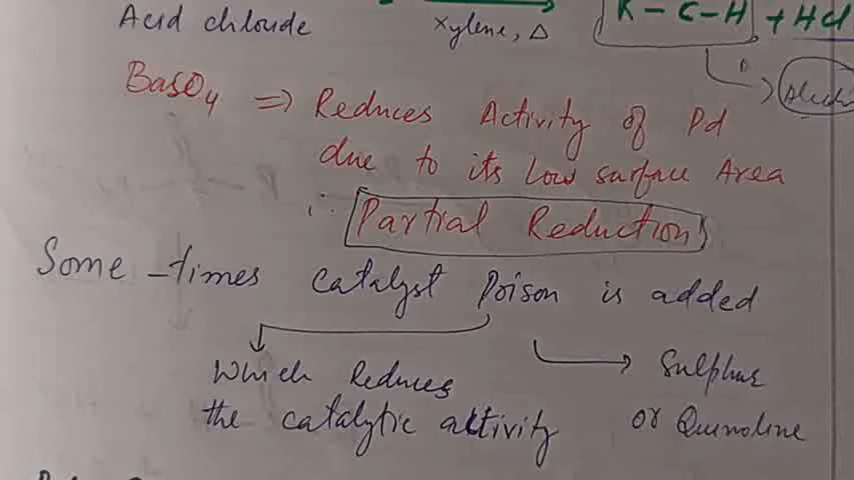 R - C - H + HCl
Acid chloride
Xylene, Δ
BaSO4 ⇒ Reduces Activity of Pd
due to its Low surface Area
∴ Partial Reduction
Some-times catalyst Poison is added
Which Reduces
the catalytic activity
Sulphur
or Quinoline